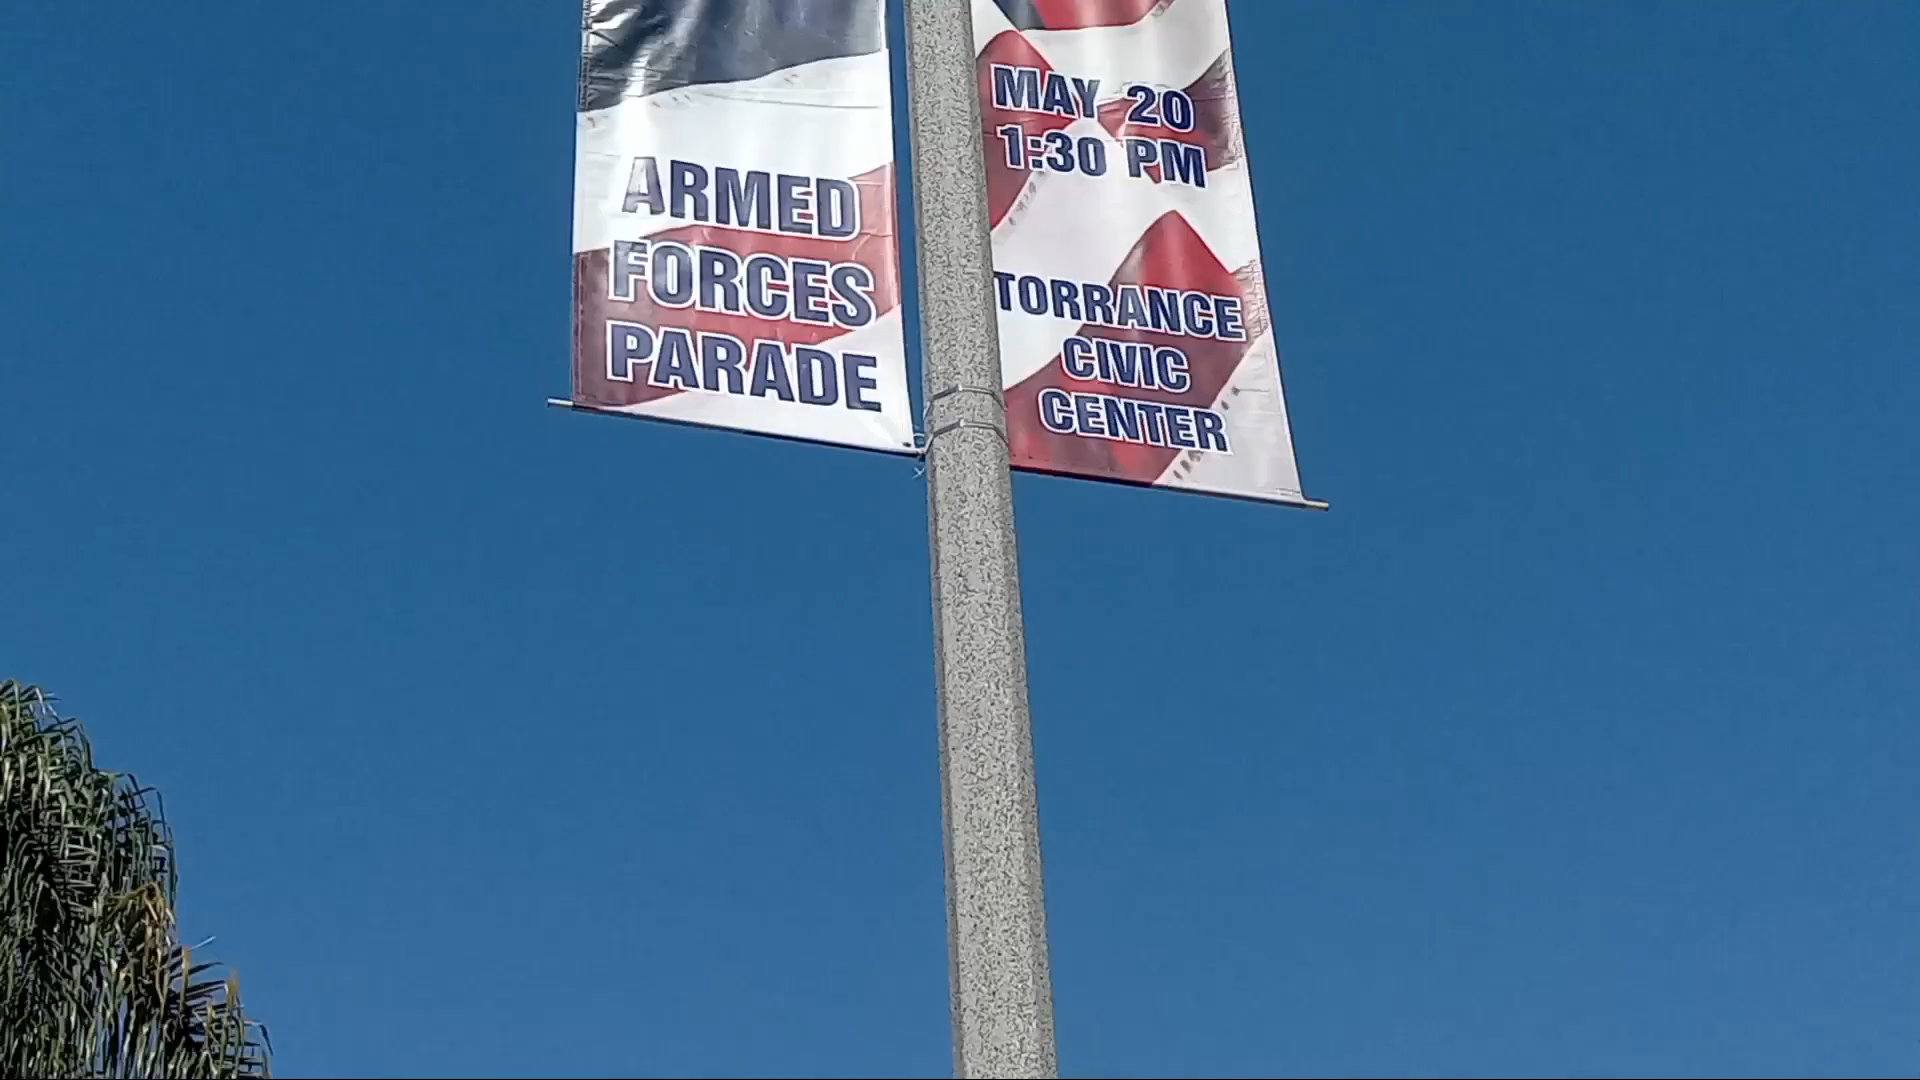 ARMED
FORCES
PARADE
MAY 20
1:30 PM
TORRANCE
CIVIC
CENTER